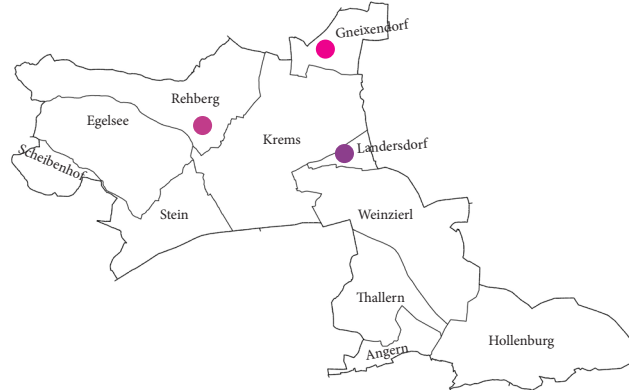 Gneixendorf
Rehberg
Egelsee
Krems
Landersdorf
Scheibenhof
Stein
Weinzierl
Thallern
Hollenburg
Angern